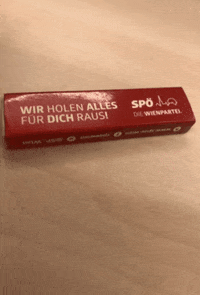 WIR HOLEN ALLES
FÜR DICH RAUS!
SPÖ
DIE WIENPARTEI.